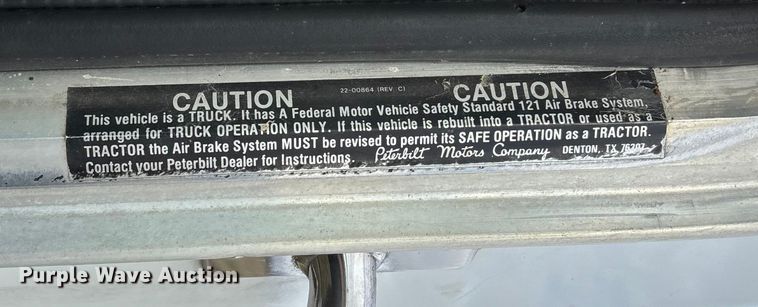 22-00864 (REV. C)
CAUTION CAUTION
This vehicle is a TRUCK. It has A Federal Motor Vehicle Safety Standard 121 Air Brake System,
arranged for TRUCK OPERATION ONLY. If this vehicle is rebuilt into a TRACTOR or used as a
TRACTOR the Air Brake System MUST be revised to permit its SAFE OPERATION as a TRACTOR.
Contact your Peterbilt Dealer for Instructions. Peterbilt Motors Company DENTON, TX 76207
Purple Wave Auction